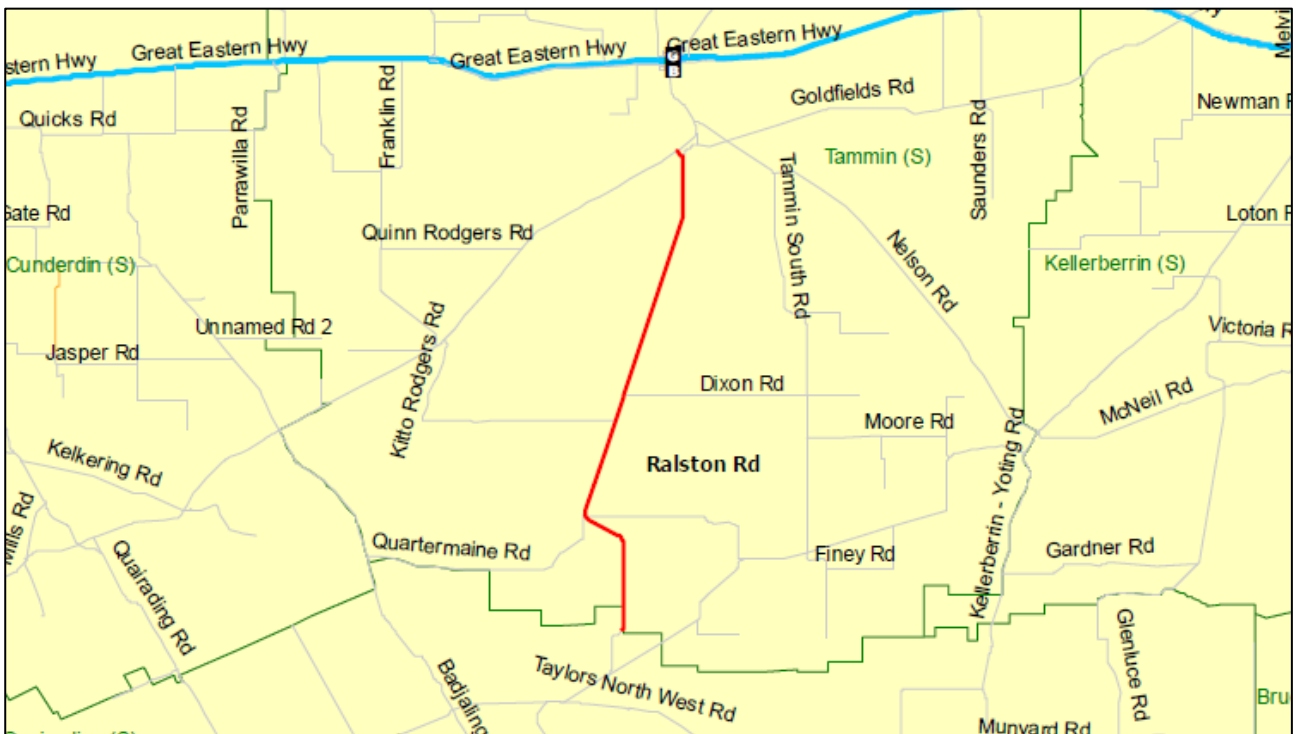 stern Hwy
Great Eastern Hwy
Great Eastern Hwy
Great Eastern Hwy
G
B
Quicks Rd
Parrawilla Rd
Franklin Rd
Goldfields Rd
Saunders Rd
Newman
Tammin (S)
Tammin South Rd
Gate Rd
Quinn Rodgers Rd
Loton
Nelson Rd
Cunderdin (S)
Kellerberrin (S)
Unnamed Rd 2
Kitto Rodgers Rd
Victoria
Jasper Rd
Dixon Rd
McNeil Rd
Moore Rd
Kelkering Rd
Ralston Rd
Kellerberrin - Yoting Rd
Mills Rd
Quartermaine Rd
Finey Rd
Gardner Rd
Quairading Rd
Glenluce Rd
Badjaling
Taylors North West Rd
Bru
Munyard Rd